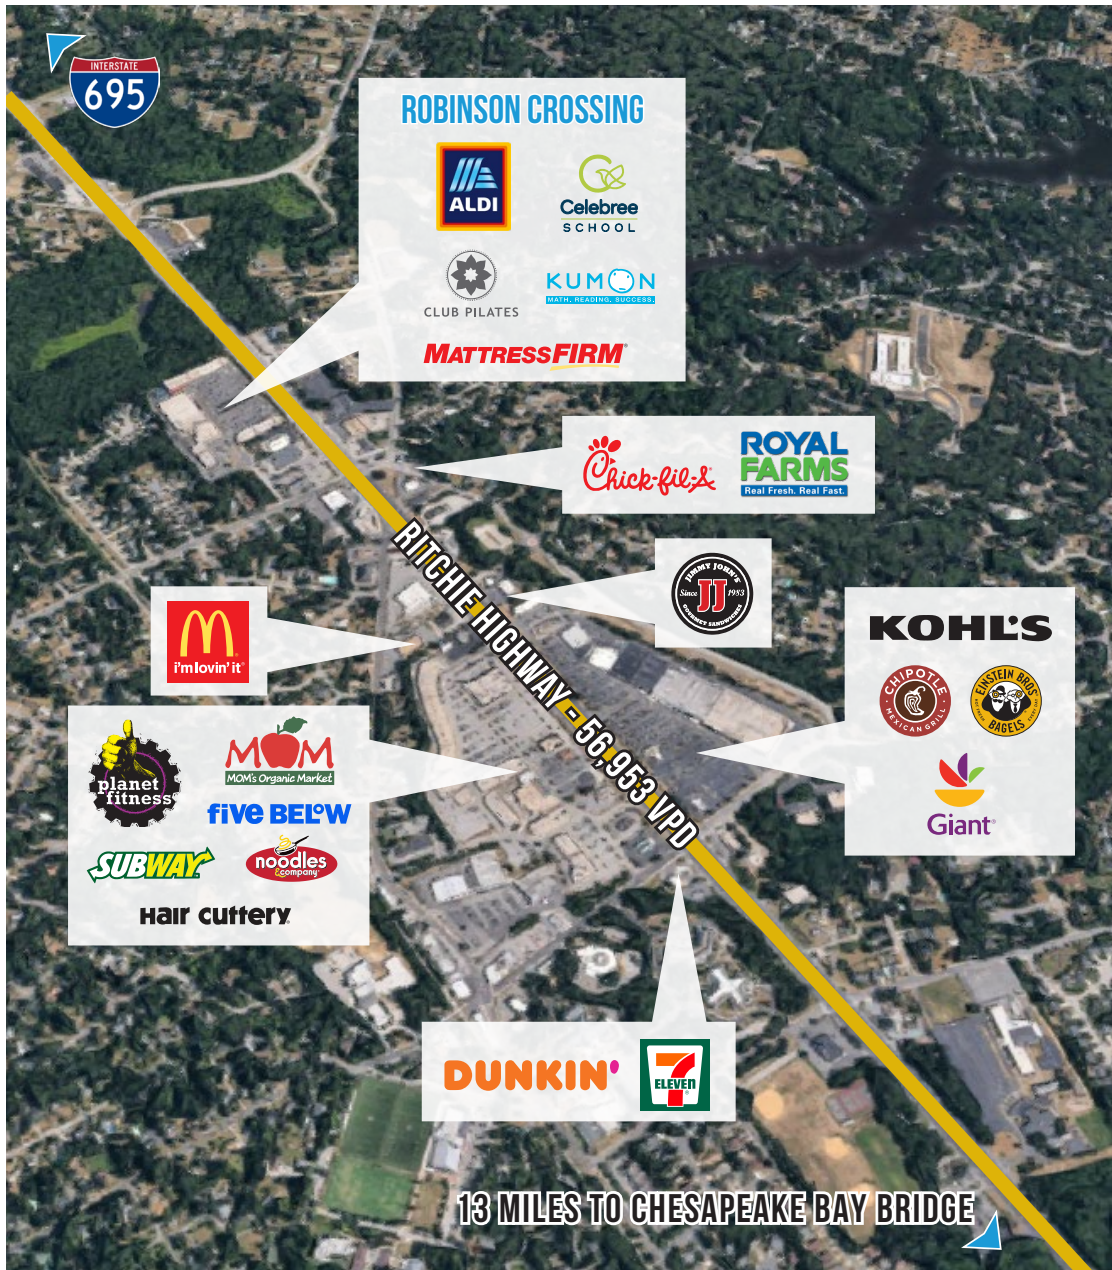 INTERSTATE
695
ROBINSON CROSSING
ALDI
Celebree
SCHOOL
CLUB PILATES
KUMON
MATH. READING. SUCCESS.
MATTRESSFIRM
Chick-fil-A
ROYAL
FARMS
Real Fresh. Real Fast.
RITCHIE HIGHWAY - 56,953 VPD
JIMMY JOHN'S
Since 1983
JJ
GOURMET SANDWICHES
i'm lovin' it
KOHL'S
CHIPOTLE
MEXICAN GRILL
EINSTEIN BROS
BAGELS
Giant
planet
fitness
MOM
MOM's Organic Market
five BELOW
SUBWAY
noodles
&company
Hair Cuttery
DUNKIN'
7
ELEVEN
13 MILES TO CHESAPEAKE BAY BRIDGE